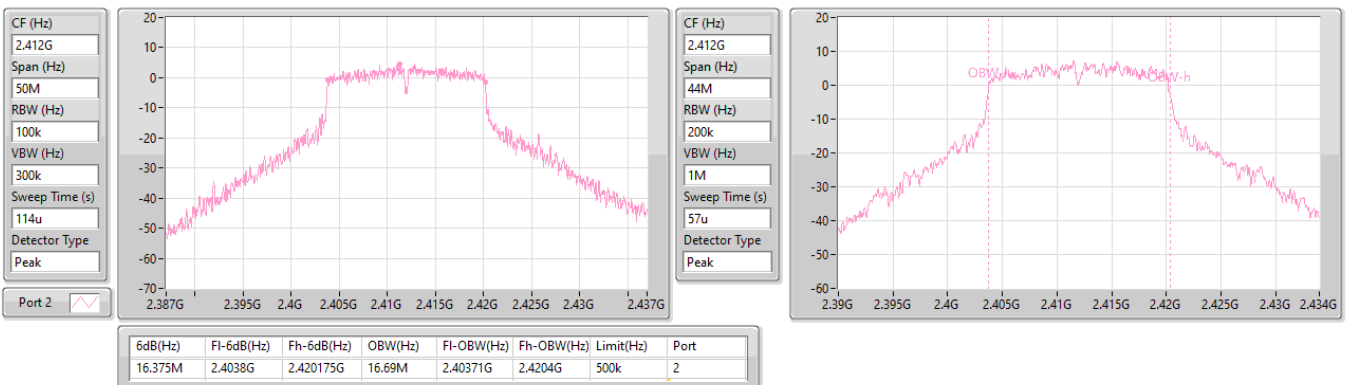 CF (Hz)
2.412G
Span (Hz)
50M
RBW (Hz)
100k
VBW (Hz)
300k
Sweep Time (s)
114u
Detector Type
Peak
Port 2
20
10
0
-10
-20
-30
-40
-50
-60
-70
2.387G 2.395G 2.4G 2.405G 2.41G 2.415G 2.42G 2.425G 2.43G 2.437G
CF (Hz)
2.412G
Span (Hz)
44M
RBW (Hz)
200k
VBW (Hz)
1M
Sweep Time (s)
57u
Detector Type
Peak
20
10
0
-10
-20
-30
-40
-50
-60
OBW-h
2.39G 2.395G 2.4G 2.405G 2.41G 2.415G 2.42G 2.425G 2.43G 2.434G
6dB(Hz) Fl-6dB(Hz) Fh-6dB(Hz) OBW(Hz) Fl-OBW(Hz) Fh-OBW(Hz) Limit(Hz) Port
16.375M 2.4038G 2.420175G 16.69M 2.40371G 2.4204G 500k 2